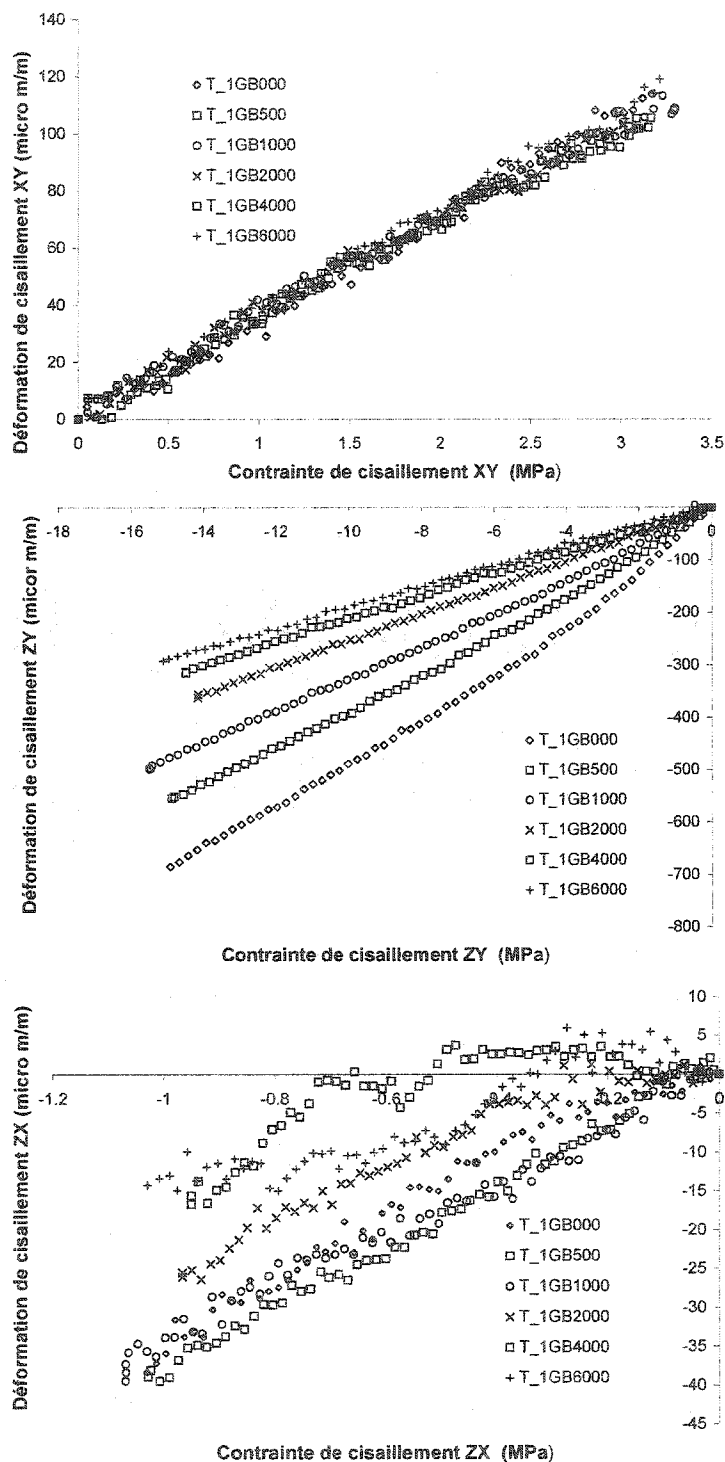 140
120
100
80
60
40
20
0
Déformation de cisaillement XY (micro m/m)
T_1GB000
T_1GB500
T_1GB1000
T_1GB2000
T_1GB4000
T_1GB6000
0 0.5 1 1.5 2 2.5 3 3.5
Contrainte de cisaillement XY (MPa)
-18 -16 -14 -12 -10 -8 -6 -4 -2 0
Déformation de cisaillement ZY (micor m/m)
-100
-200
-300
-400
-500
-600
-700
-800
T_1GB000
T_1GB500
T_1GB1000
T_1GB2000
T_1GB4000
T_1GB6000
Contrainte de cisaillement ZY (MPa)
10
5
-1.2 -1 -0.8 -0.6 0
Déformation de cisaillement ZX (micro m/m)
-5
-10
-15
-20
-25
-30
-35
-40
-45
T_1GB000
T_1GB500
T_1GB1000
T_1GB2000
T_1GB4000
T_1GB6000
Contrainte de cisaillement ZX (MPa)